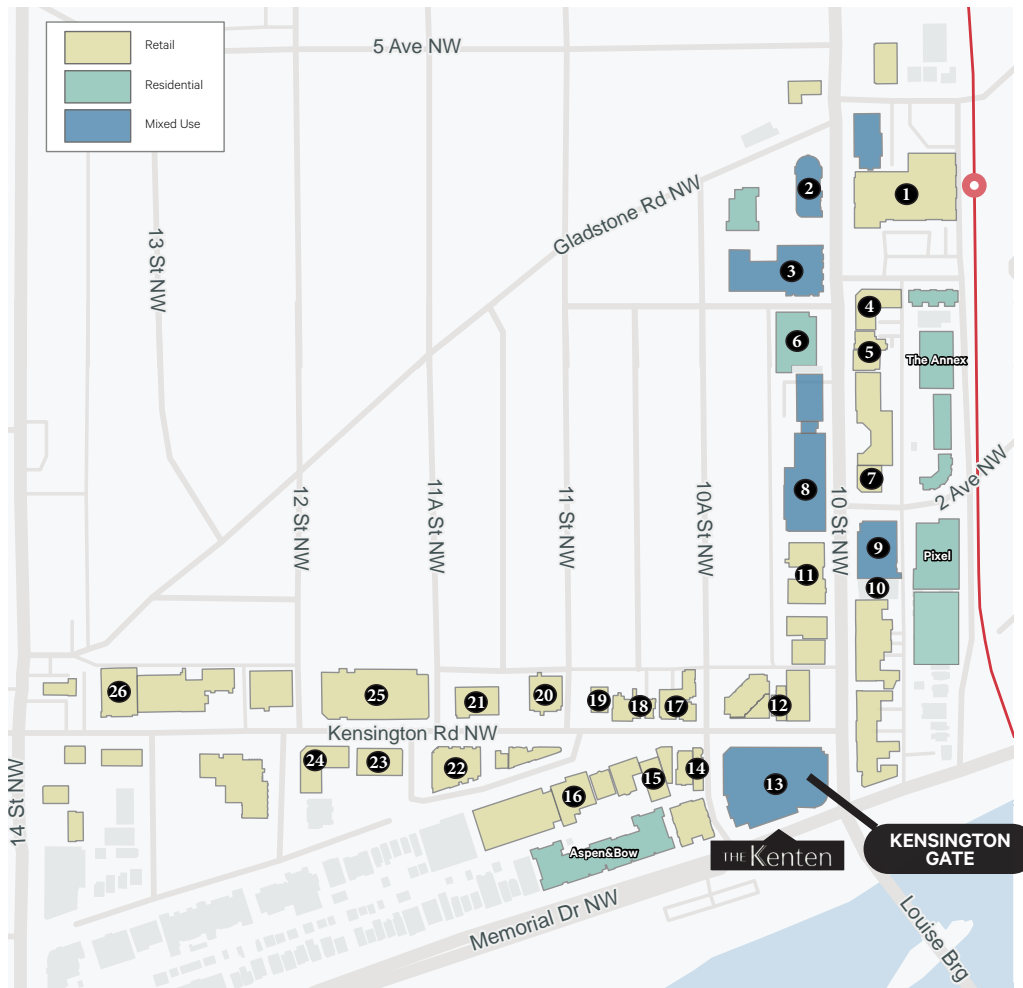 Retail
Residential
Mixed Use
5 Ave NW
Gladstone Rd NW
13 St NW
1
2
3
4
5
The Annex
6
7
2 Ave NW
8
12 St NW
11A St NW
11 St NW
10A St NW
10 St NW
9
Pixel
10
11
26
25
21
20
19
18
17
12
Kensington Rd NW
24
23
22
16
15
14
13
14 St NW
KENSINGTON
GATE
THE Kenten
Aspen&Bow
Memorial Dr NW
Louise Brg